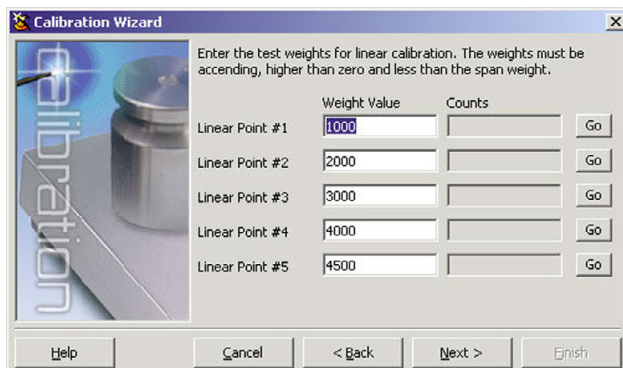 Calibration Wizard
Enter the test weights for linear calibration. The weights must be
accending, higher than zero and less than the span weight.
Weight Value Counts
Linear Point #1 1000 Go
Linear Point #2 2000 Go
Linear Point #3 3000 Go
Linear Point #4 4000 Go
Linear Point #5 4500 Go
calibration
Help Cancel < Back Next > Finish